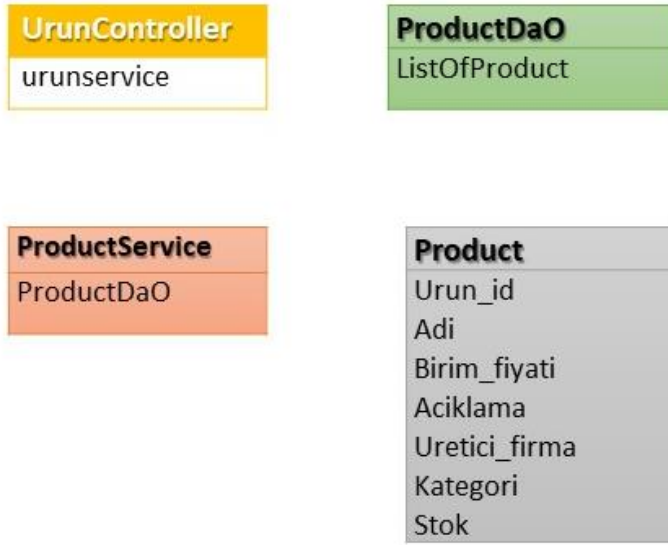 UrunController
urunservice
ProductDaO
ListOfProduct
ProductService
ProductDaO
Product
Urun_id
Adi
Birim_fiyati
Aciklama
Uretici_firma
Kategori
Stok